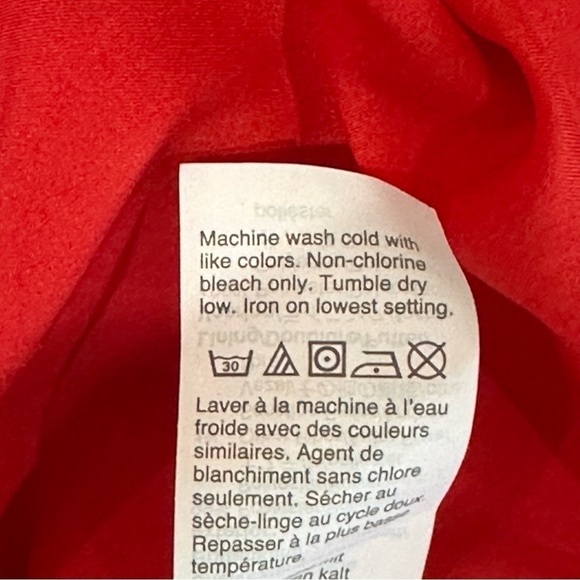 Machine wash cold with
like colors. Non-chlorine
bleach only. Tumble dry
low. Iron on lowest setting.
30
Laver à la machine à l'eau
froide avec des couleurs
similaires. Agent de
blanchiment sans chlore
seulement. Sécher au
sèche-linge au cycle doux.
Repasser à la plus basse
température.
kalt